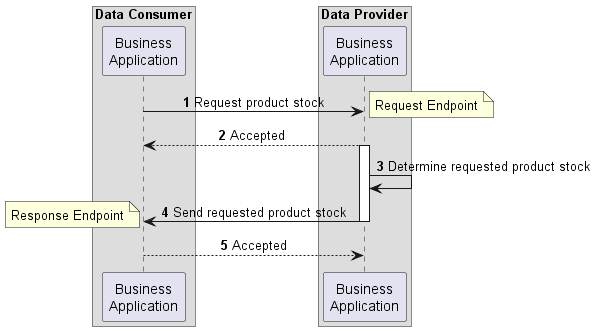 Data Consumer
Data Provider
Business
Application
Business
Application
1 Request product stock
Request Endpoint
2 Accepted
3 Determine requested product stock
4 Send requested product stock
Response Endpoint
5 Accepted
Business
Application
Business
Application